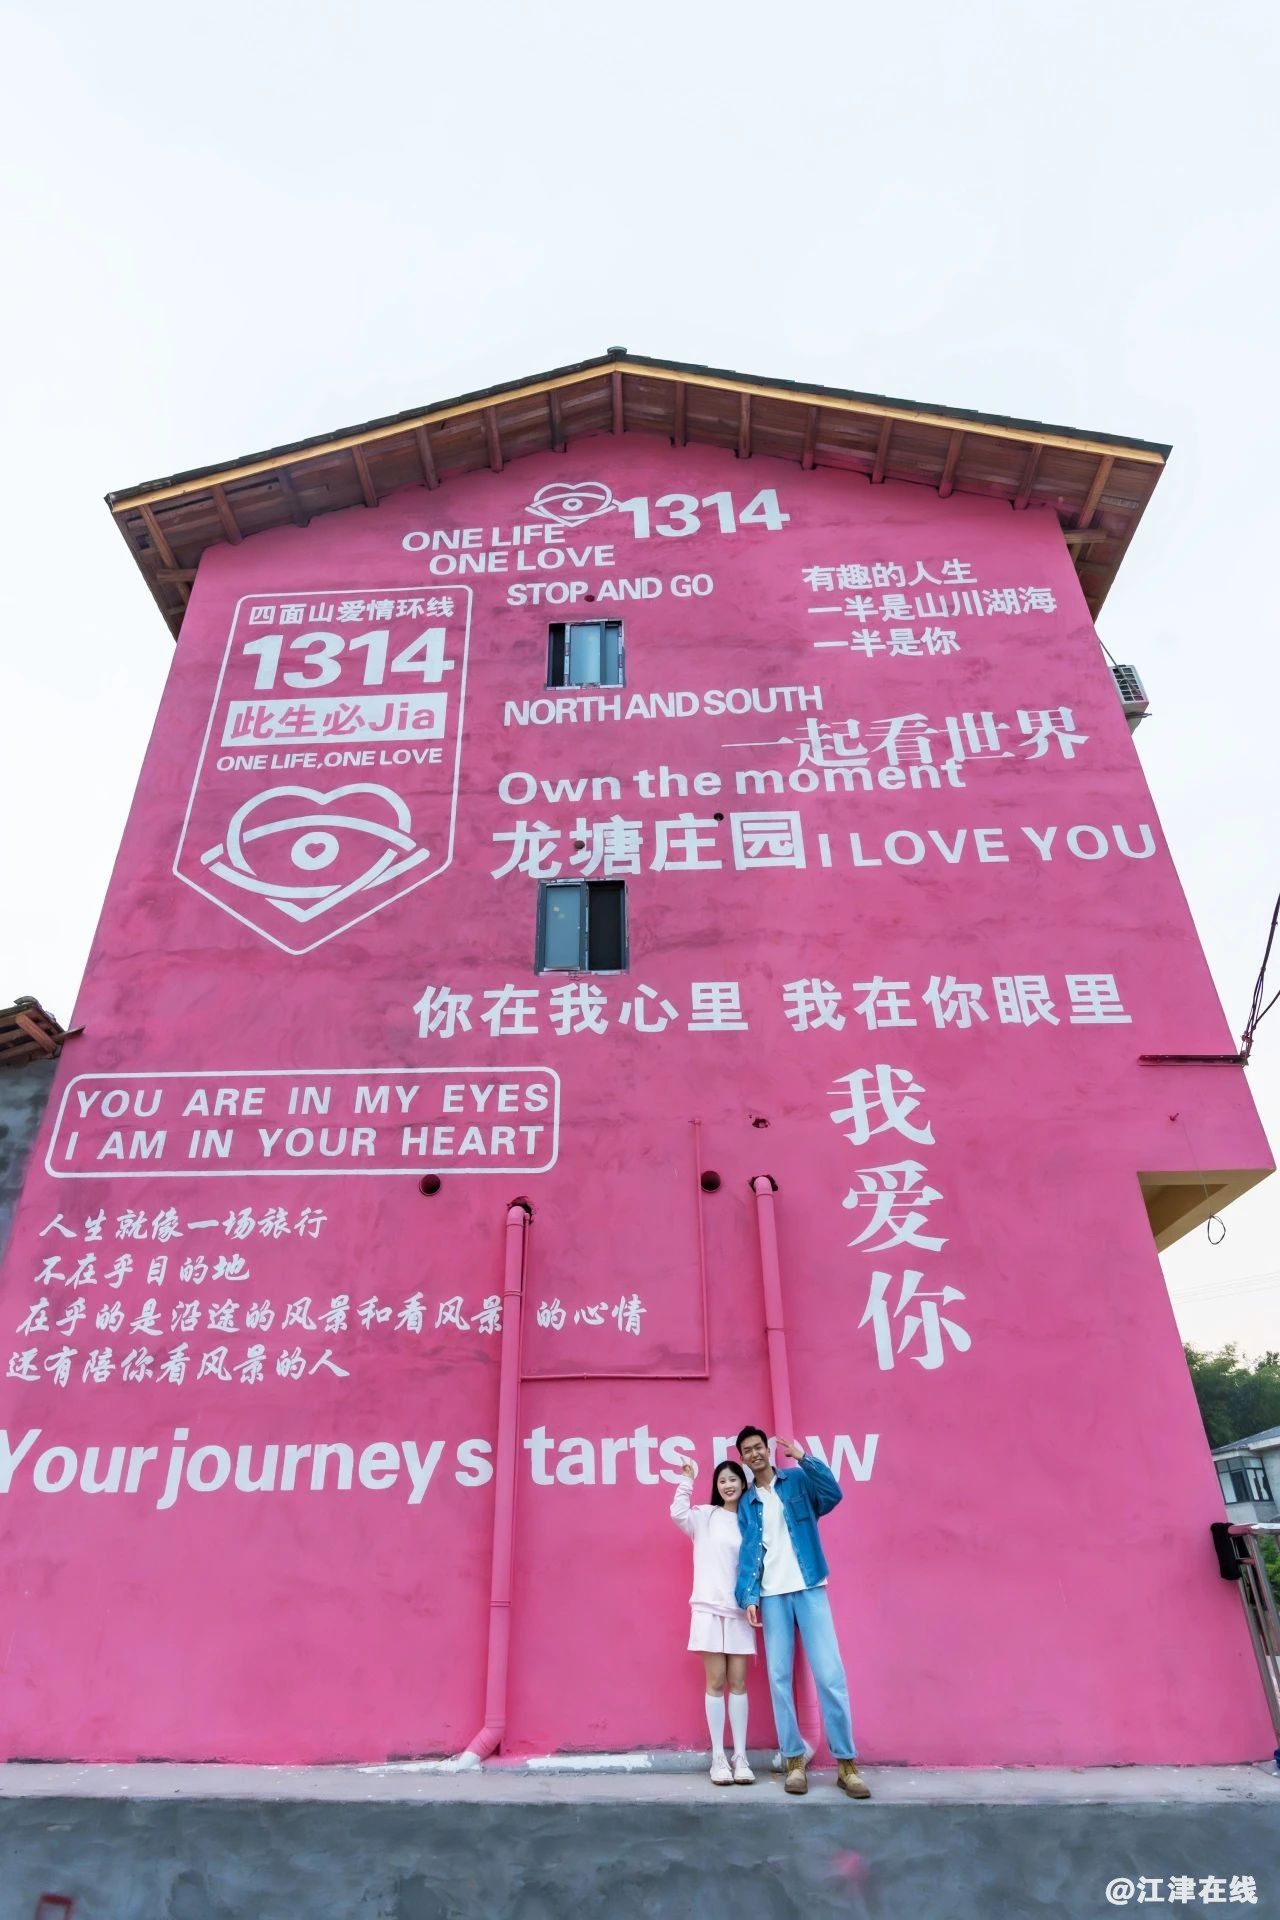 1314
ONE LIFE
ONE LOVE
STOP AND GO
有趣的人生
一半是山川湖海
一半是你
四面山爱情环线
1314
此生必Jia
ONE LIFE,ONE LOVE
NORTH AND SOUTH
一起看世界
Own the moment
龙塘庄园
I LOVE YOU
你在我心里 我在你眼里
YOU ARE IN MY EYES
I AM IN YOUR HEART
我爱你
人生就像一场旅行
不在乎目的地
在乎的是沿途的风景和看风景的心情
还有陪你看风景的人
Your journey starts now
@江津在线